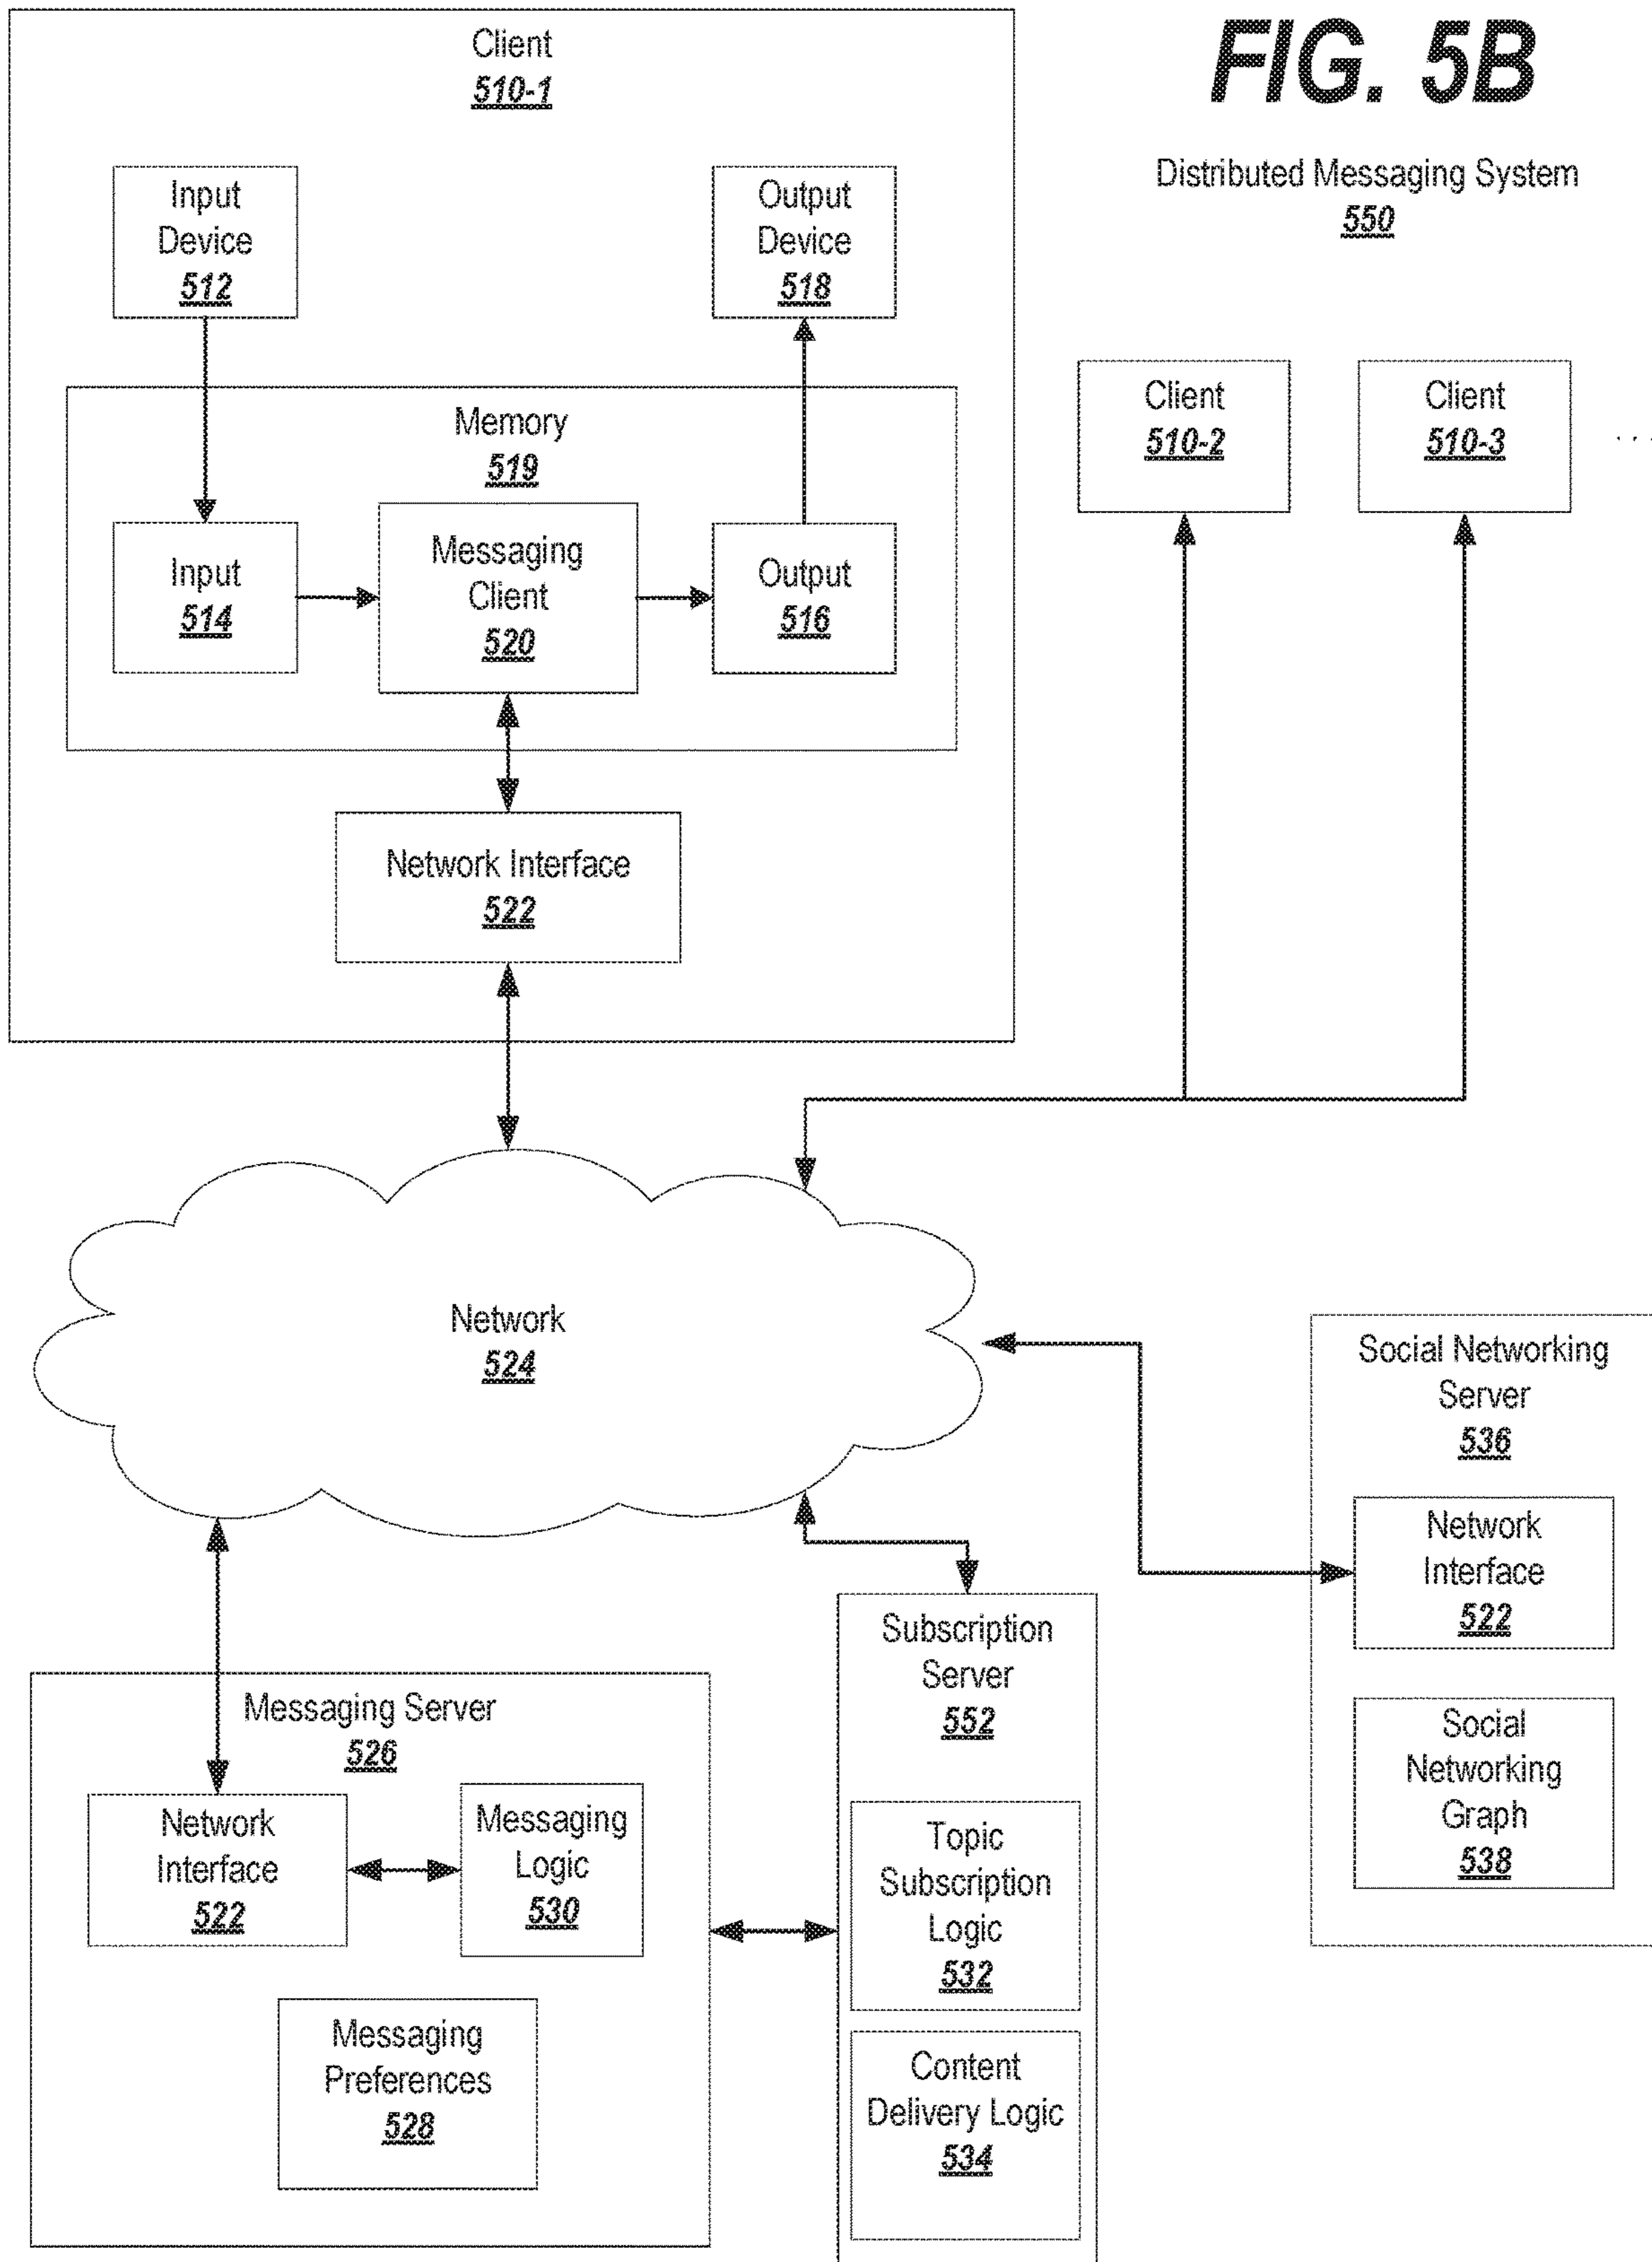 FIG. 5B
Distributed Messaging System
550
Client
510-1
Input
Device
512
Output
Device
518
Memory
519
Input
514
Messaging
Client
520
Output
516
Network Interface
522
Client
510-2
Client
510-3
...
Network
524
Social Networking
Server
536
Network
Interface
522
Social
Networking
Graph
538
Messaging Server
526
Network
Interface
522
Messaging
Logic
530
Messaging
Preferences
528
Subscription
Server
552
Topic
Subscription
Logic
532
Content
Delivery Logic
534